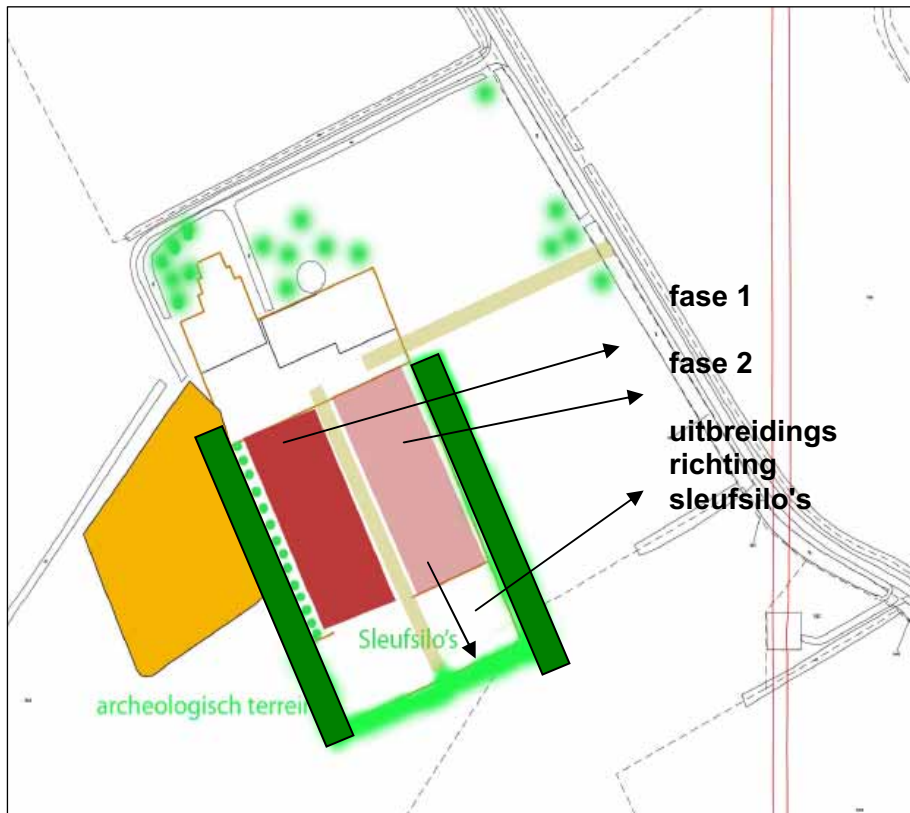 fase 1
fase 2
uitbreidings
richting
sleufsilo's
Sleufsilo's
archeologisch terrein